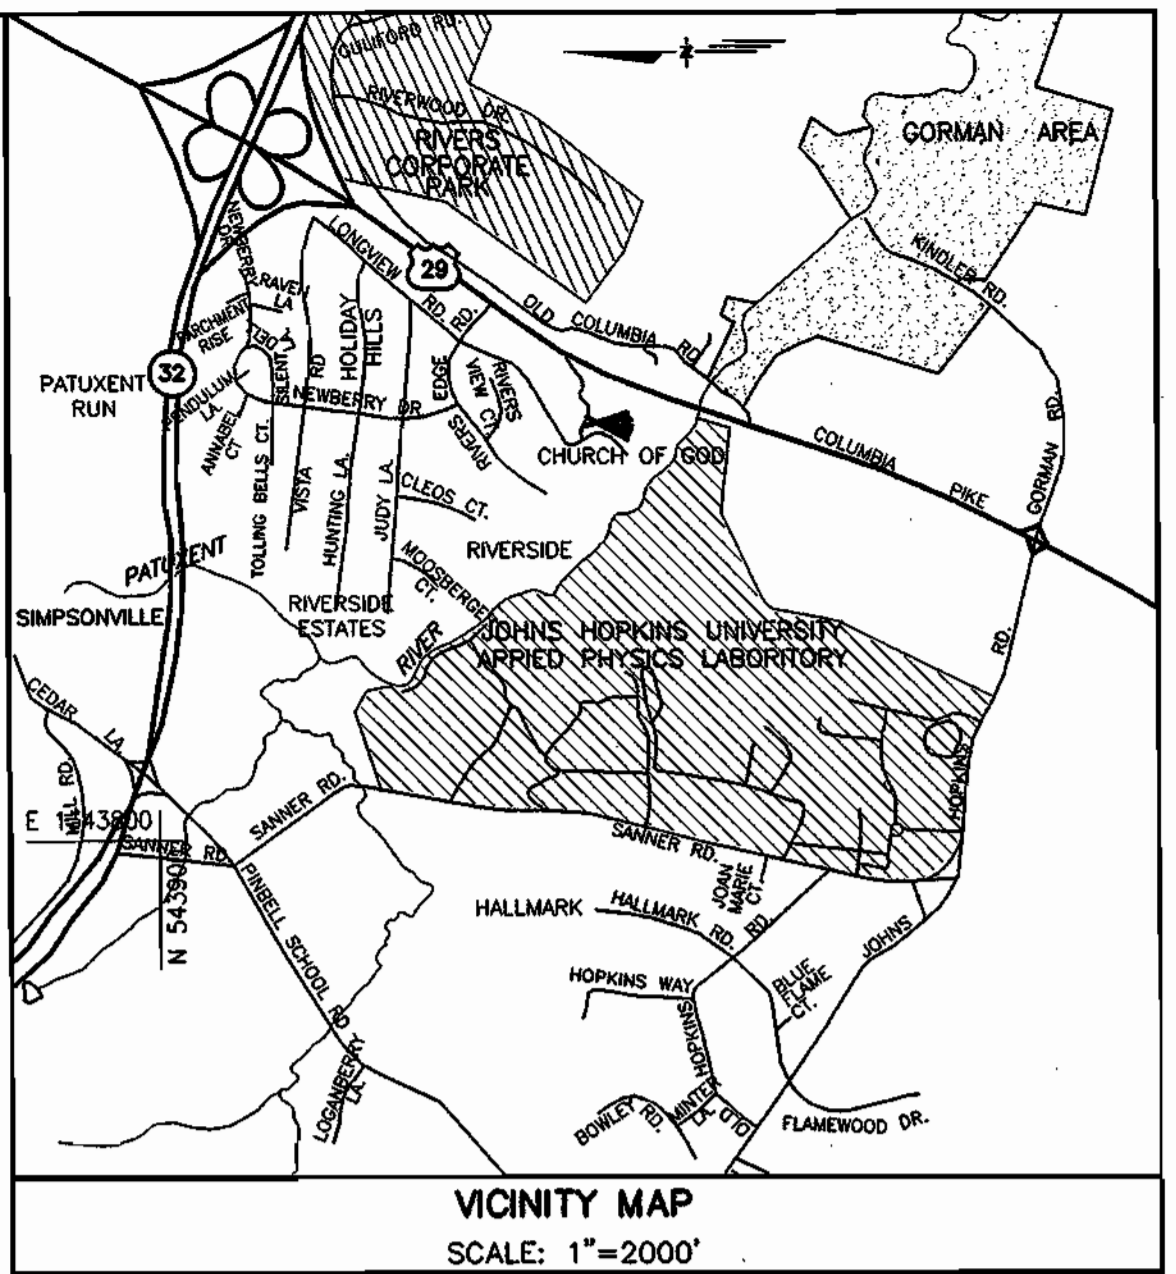 GUILFORD RD.
RIVERWOOD DR.
RIVERS
CORPORATE
PARK
GORMAN AREA
KINDLER RD.
NEWBERRY
DR.
LONGVIEW
RD.
29
RD.
OLD
COLUMBIA
RD.
RAVEN
LA
PARCHMENT
RISE
DELL
HOLIDAY
HILLS
32
PATUXENT
RUN
PENDULUM
LA.
SILENT
RD
NEWBERRY DR
EDGE
RIVERS
RIVERS
VIEW CT.
ANNABEL
CT
TOLLING BELLS CT.
VISTA
HUNTING LA.
JUDY LA.
CLEOS CT.
CHURCH OF GOD
COLUMBIA
PIKE
GORMAN
RD.
PATUXENT
MOOSBERGER
CT.
RIVERSIDE
SIMPSONVILLE
RIVERSIDE
ESTATES
RIVER
JOHNS HOPKINS UNIVERSITY
APPIED PHYSICS LABORITORY
RD.
CEDAR
LA
MILL RD.
SANNER RD.
HOPKINS
E 1343800
SANNER RD.
SANNER RD.
N 54390
JOAN
MARIE
CT.
PINBELL SCHOOL RD
HALLMARK
HALLMARK
RD.
RD.
JOHNS
HOPKINS WAY
BLUE
FLAME
CT.
HOPKINS
LOGANBERRY
LA.
BOWLEY RD.
MINTER
LA.
OLD
FLAMEWOOD DR.
VICINITY MAP
SCALE: 1"=2000'